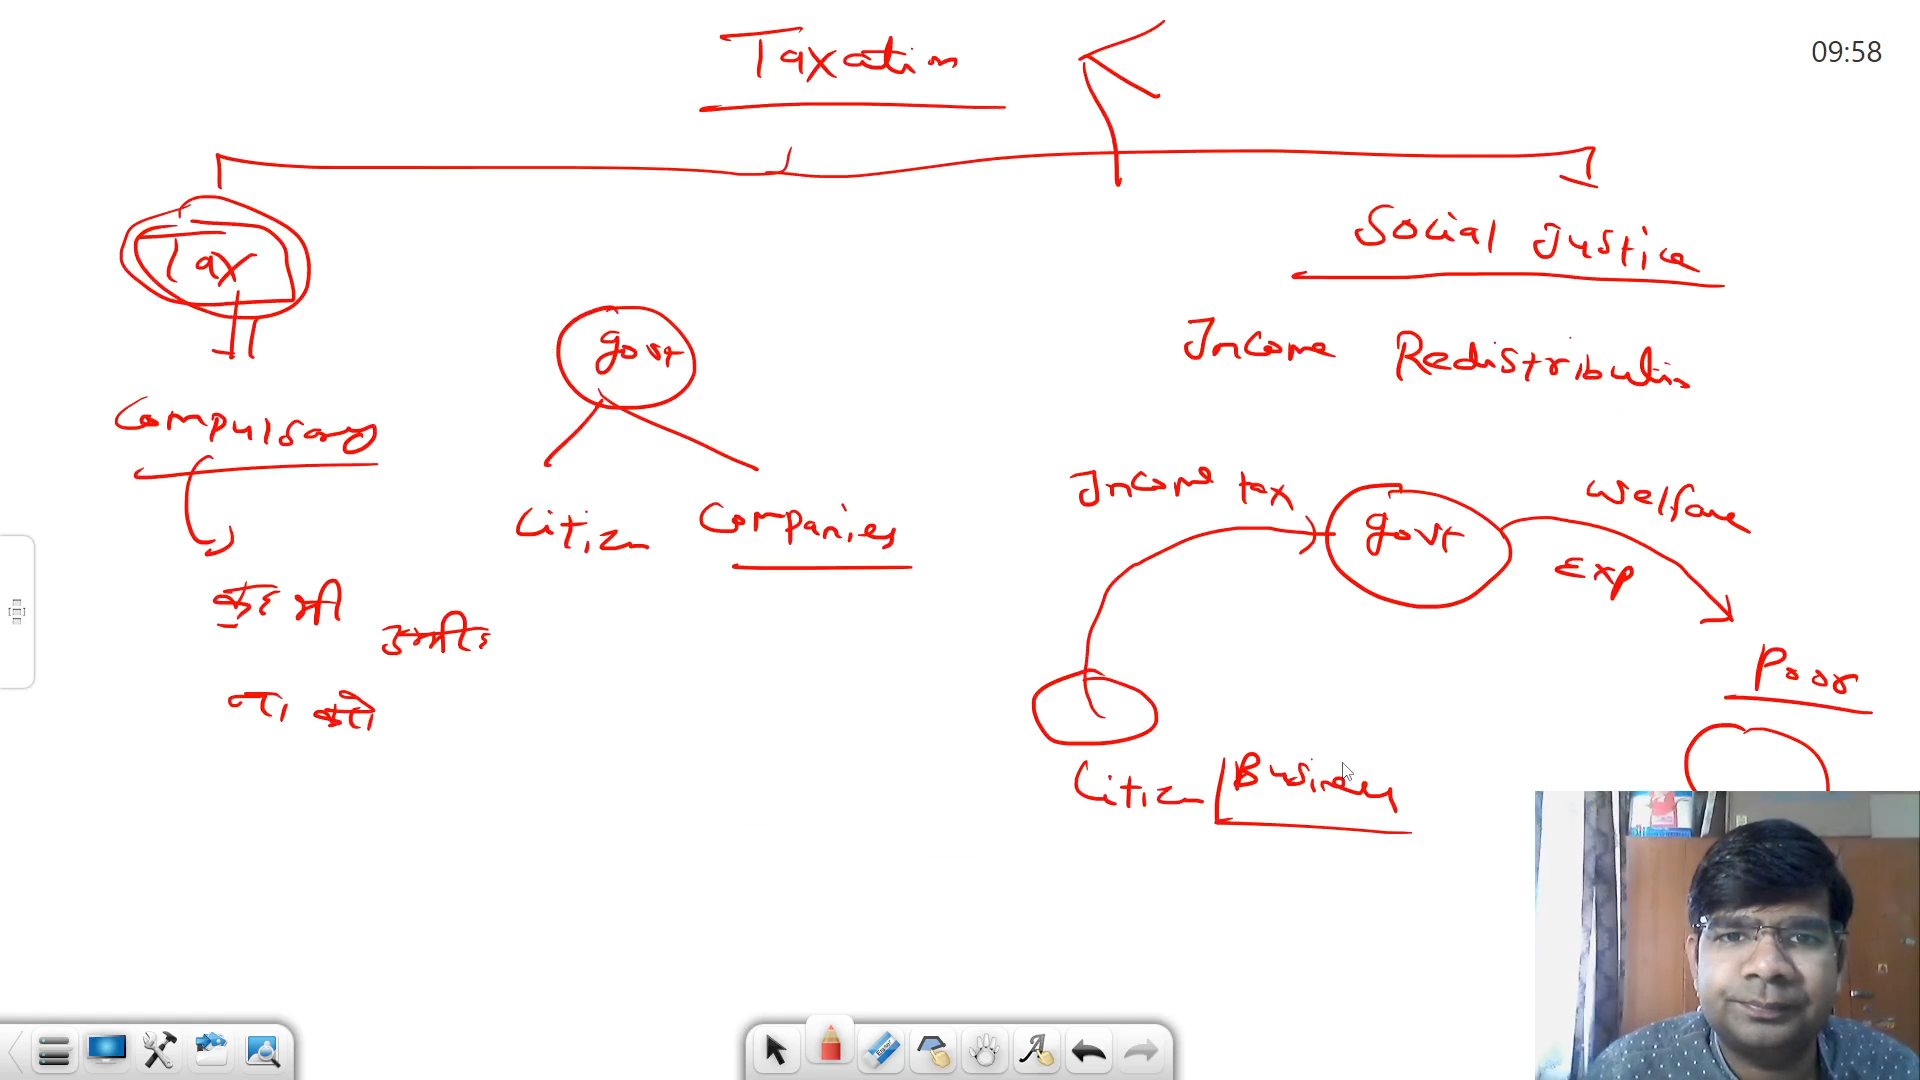 Taxation
09:58
Tax
Social Justice
govt
Income Redistribution
Compulsory
Income tax
govt
Welfare
Citizen
Companies
Exp
Poor
Citizen | Business